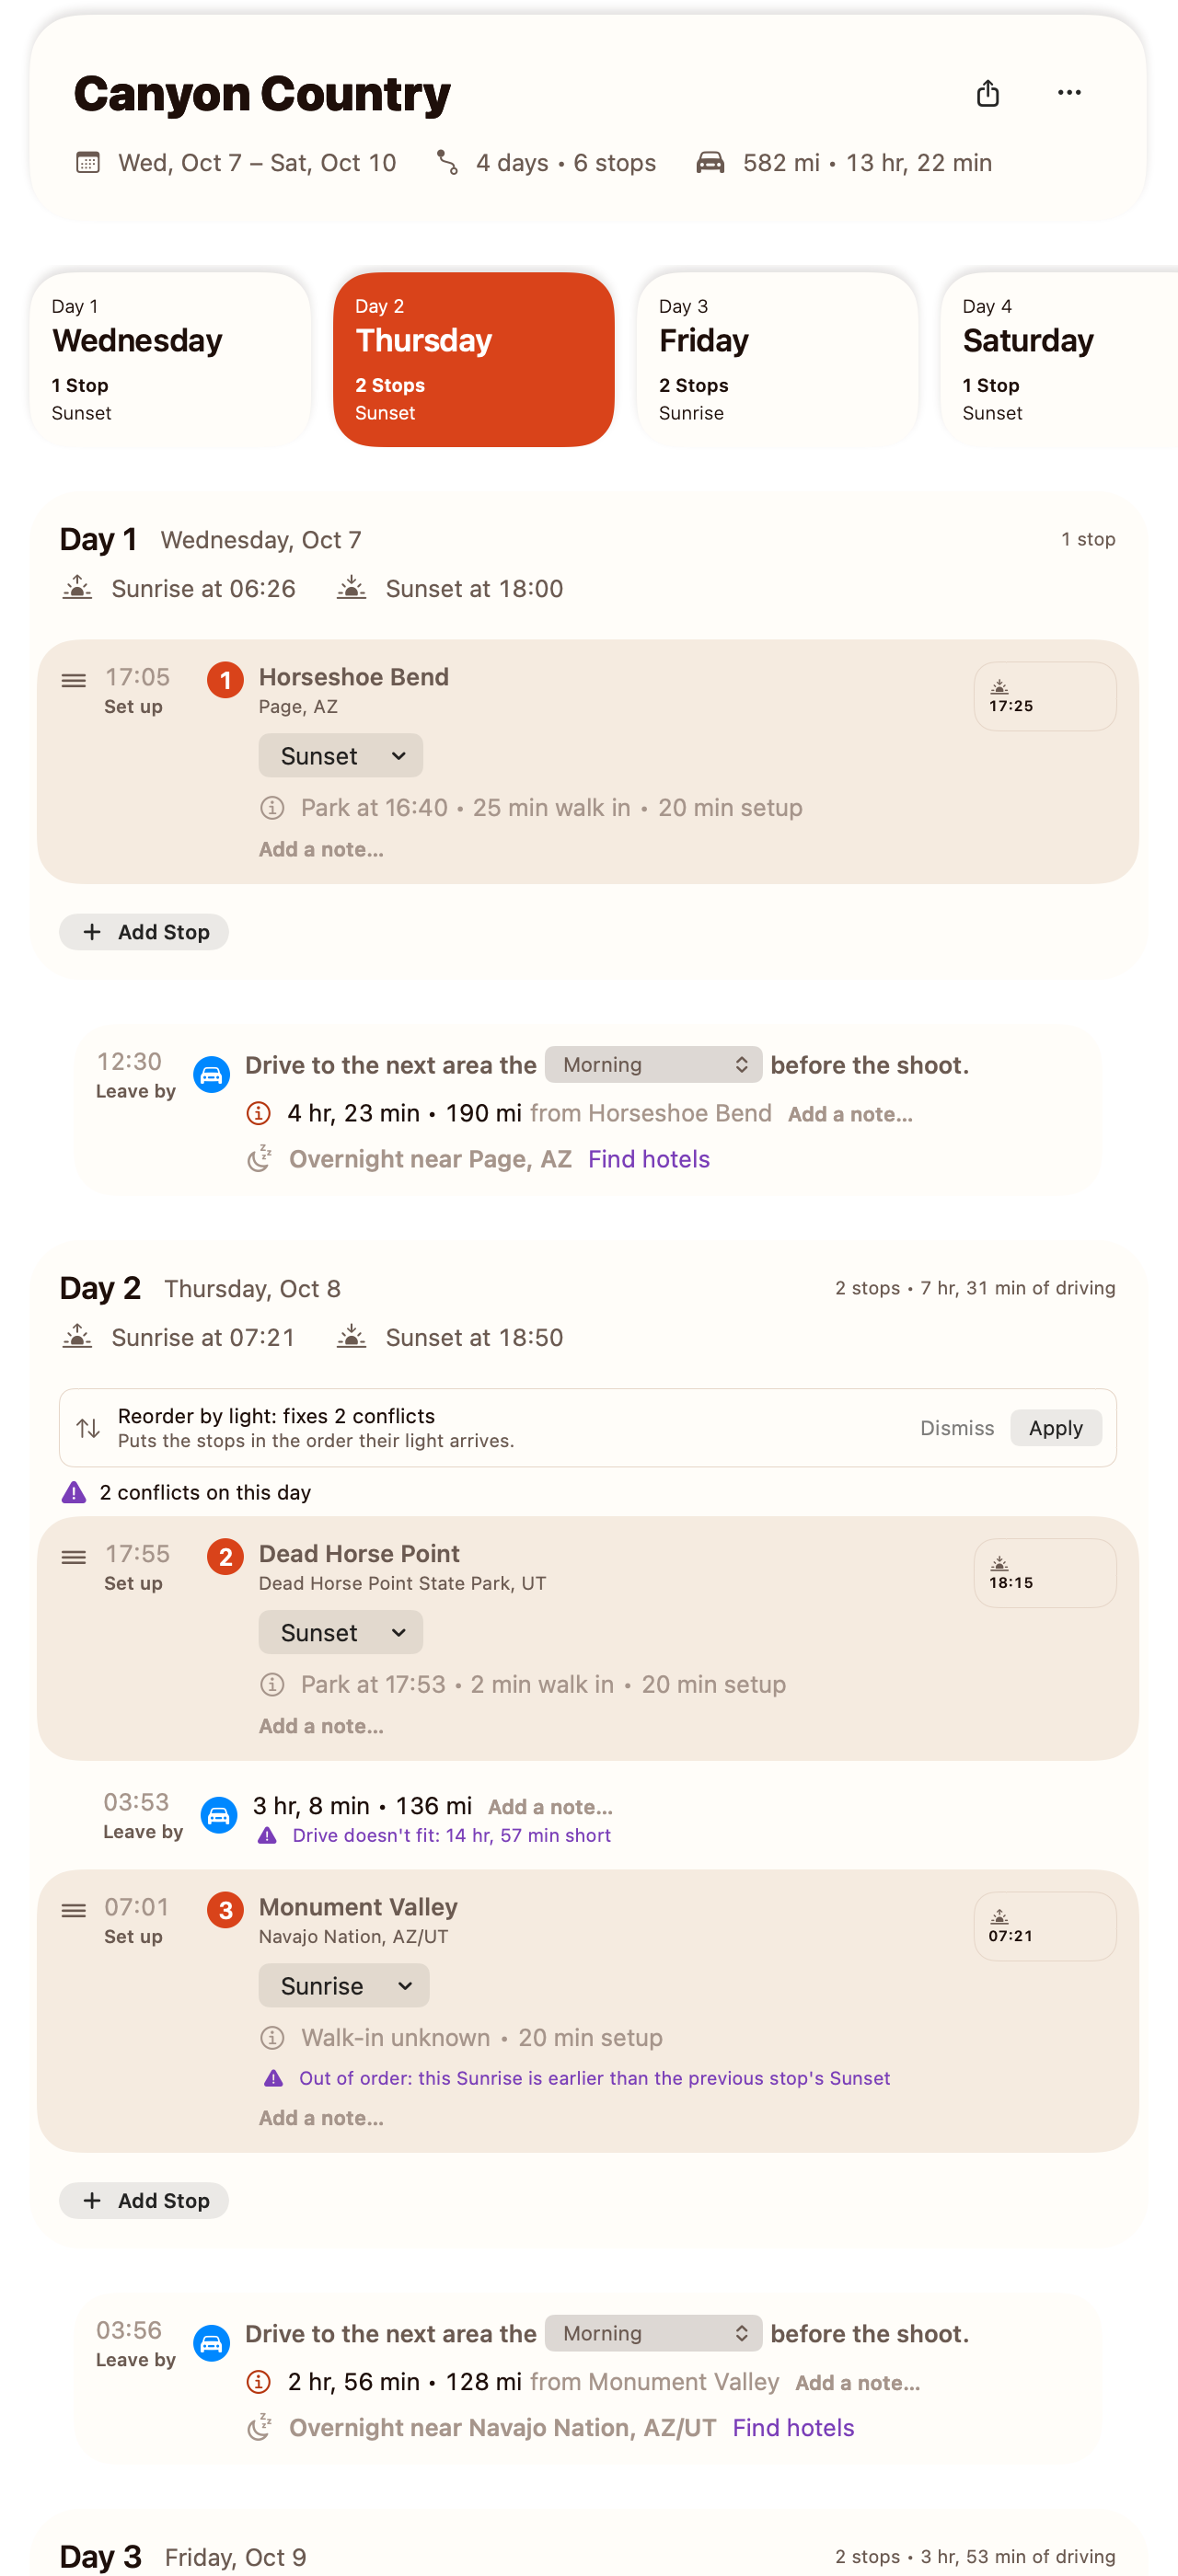 Canyon Country
Wed, Oct 7 – Sat, Oct 10 4 days • 6 stops 582 mi • 13 hr, 22 min
Day 1
Wednesday
1 Stop
Sunset
Day 2
Thursday
2 Stops
Sunset
Day 3
Friday
2 Stops
Sunrise
Day 4
Saturday
1 Stop
Sunset
Day 1 Wednesday, Oct 7 1 stop
Sunrise at 06:26 Sunset at 18:00
17:05 1 Horseshoe Bend
Set up Page, AZ 17:25
Sunset
Park at 16:40 • 25 min walk in • 20 min setup
Add a note...
+ Add Stop
12:30 Drive to the next area the Morning before the shoot.
Leave by
4 hr, 23 min • 190 mi from Horseshoe Bend Add a note...
Overnight near Page, AZ Find hotels
Day 2 Thursday, Oct 8 2 stops • 7 hr, 31 min of driving
Sunrise at 07:21 Sunset at 18:50
Reorder by light: fixes 2 conflicts
Puts the stops in the order their light arrives.
Dismiss Apply
2 conflicts on this day
17:55 2 Dead Horse Point
Set up Dead Horse Point State Park, UT 18:15
Sunset
Park at 17:53 • 2 min walk in • 20 min setup
Add a note...
03:53 3 hr, 8 min • 136 mi Add a note...
Leave by Drive doesn't fit: 14 hr, 57 min short
07:01 3 Monument Valley
Set up Navajo Nation, AZ/UT 07:21
Sunrise
Walk-in unknown • 20 min setup
Out of order: this Sunrise is earlier than the previous stop's Sunset
Add a note...
+ Add Stop
03:56 Drive to the next area the Morning before the shoot.
Leave by
2 hr, 56 min • 128 mi from Monument Valley Add a note...
Overnight near Navajo Nation, AZ/UT Find hotels
Day 3 Friday, Oct 9 2 stops • 3 hr, 53 min of driving